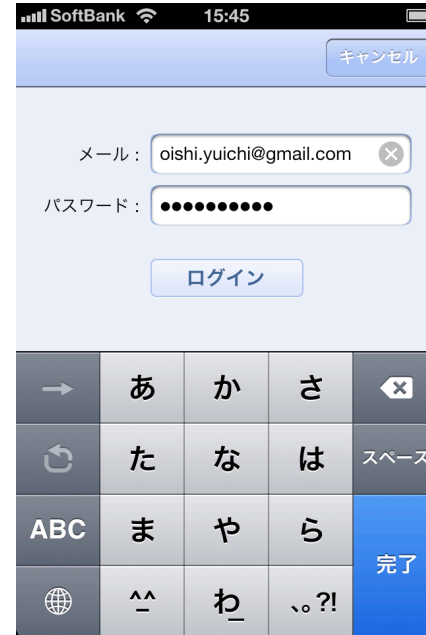 SoftBank 15:45
キャンセル
メール： oishi.yuichi@gmail.com
パスワード： ●●●●●●●●●●
ログイン
→ あ か さ
た な は スペース
ABC ま や ら
完了
^_^ わ_ 、。?!